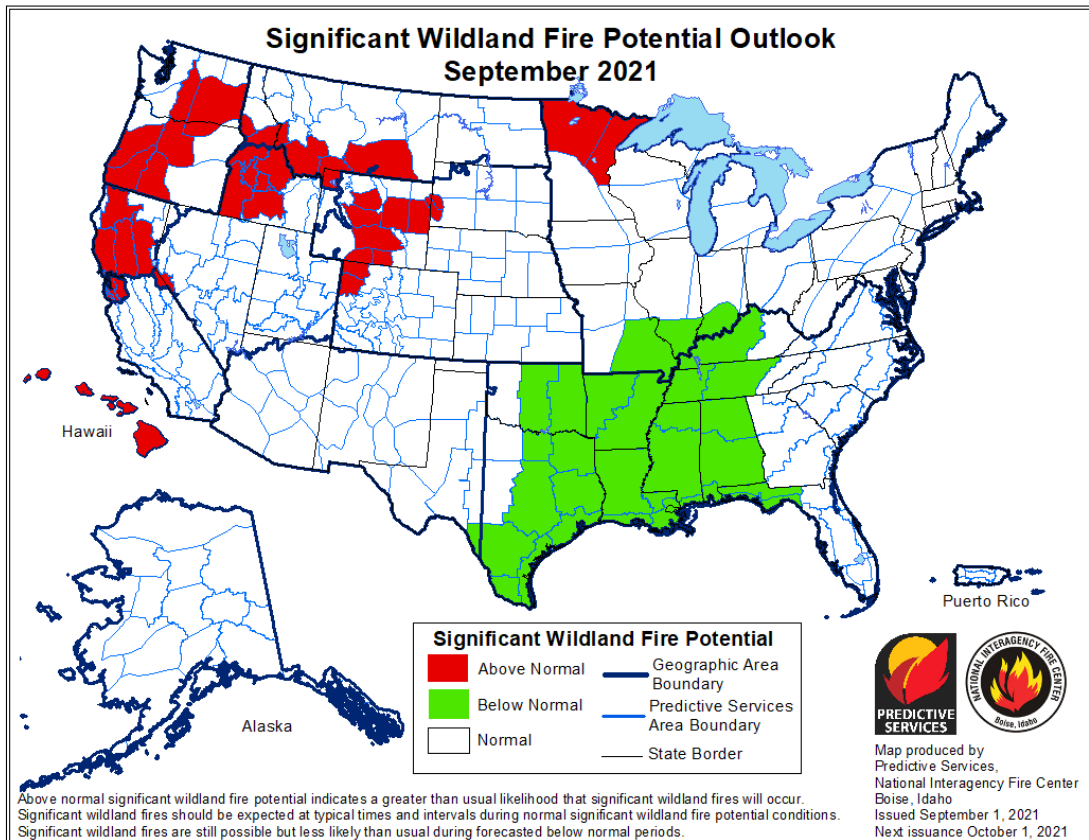 Significant Wildland Fire Potential Outlook
September 2021
Hawaii
Alaska
Puerto Rico
Significant Wildland Fire Potential
Above Normal
Below Normal
Normal
Geographic Area
Boundary
Predictive Services
Area Boundary
State Border
PREDICTIVE
SERVICES
NATIONAL INTERAGENCY FIRE CENTER
Boise, Idaho
Map produced by
Predictive Services,
National Interagency Fire Center
Boise, Idaho
Issued September 1, 2021
Next issuance October 1, 2021
Above normal significant wildland fire potential indicates a greater than usual likelihood that significant wildland fires will occur.
Significant wildland fires should be expected at typical times and intervals during normal significant wildland fire potential conditions.
Significant wildland fires are still possible but less likely than usual during forecasted below normal periods.